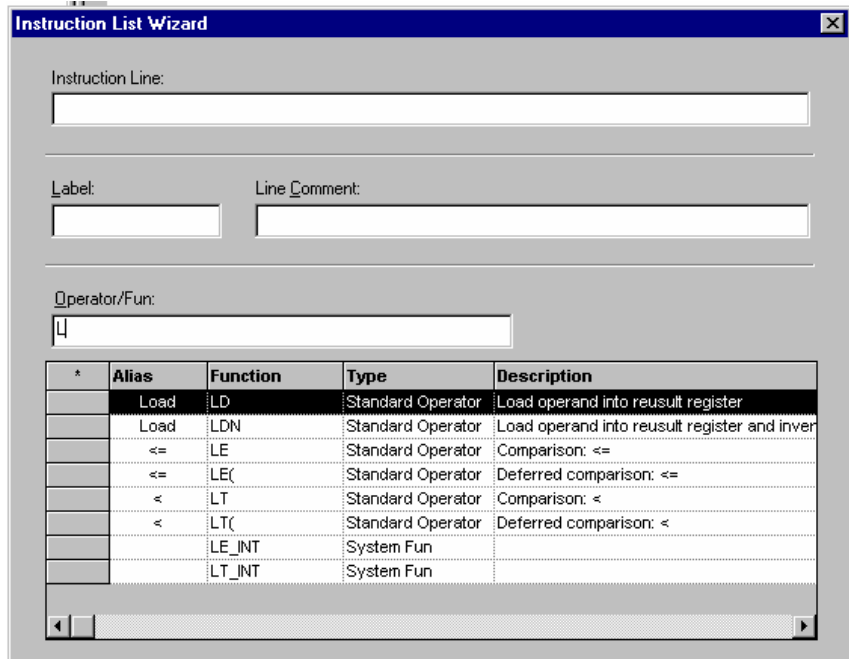 Instruction List Wizard
Instruction Line:
Label: Line Comment:
Operator/Fun:
L
* Alias Function Type Description
Load LD Standard Operator Load operand into reusult register
Load LDN Standard Operator Load operand into reusult register and inver
<= LE Standard Operator Comparison: <=
<= LE( Standard Operator Deferred comparison: <=
< LT Standard Operator Comparison: <
< LT( Standard Operator Deferred comparison: <
LE_INT System Fun
LT_INT System Fun